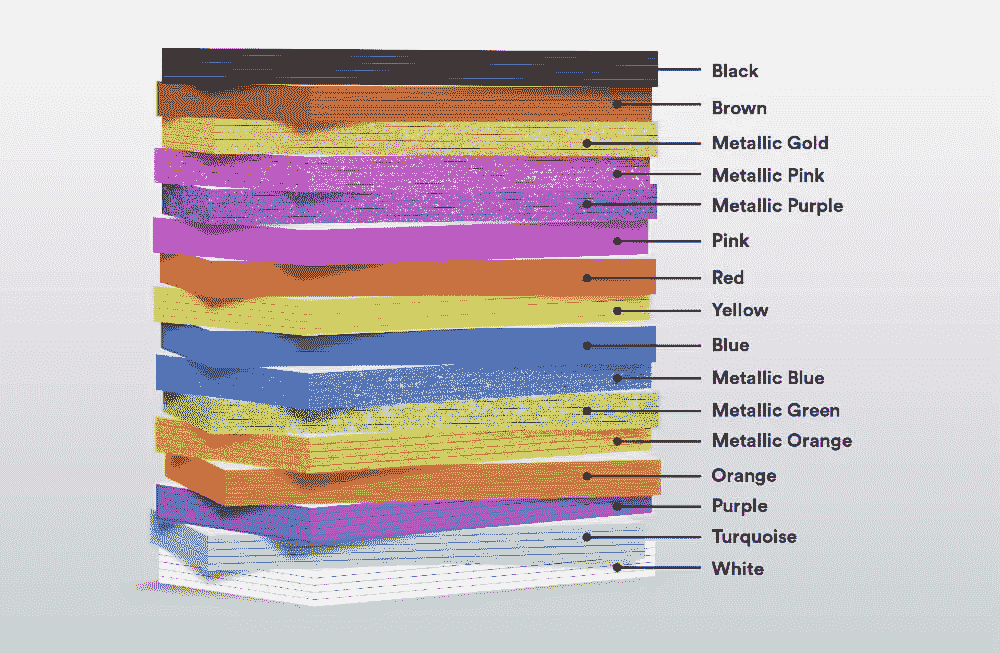 Black
Brown
Metallic Gold
Metallic Pink
Metallic Purple
Pink
Red
Yellow
Blue
Metallic Blue
Metallic Green
Metallic Orange
Orange
Purple
Turquoise
White